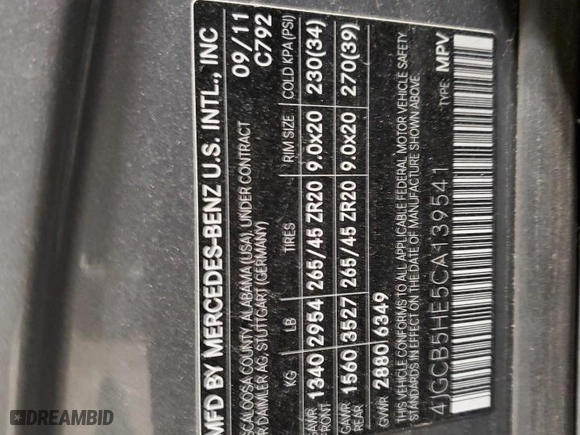 MFD BY MERCEDES-BENZ U.S. INTL., INC
SCALOOSA COUNTY, ALABAMA (USA), UNDER CONTRACT 09/11
R DAIMLER AG, STUTTGART (GERMANY) C792
KG LB TIRES RIM SIZE COLD KPA (PSI)
GAWR FR 1340 2954 265/45 ZR20 9.0x20 230(34)
GAWR REAR 1560 3527 265/45 ZR20 9.0x20 270(39)
GVWR 2880 6349
THIS VEHICLE CONFORMS TO ALL APPLICABLE FEDERAL MOTOR VEHICLE SAFETY
STANDARDS IN EFFECT ON THE DATE OF MANUFACTURE SHOWN ABOVE.
4JGCB5HE5CA139541 TYPE: MPV
DREAMBID